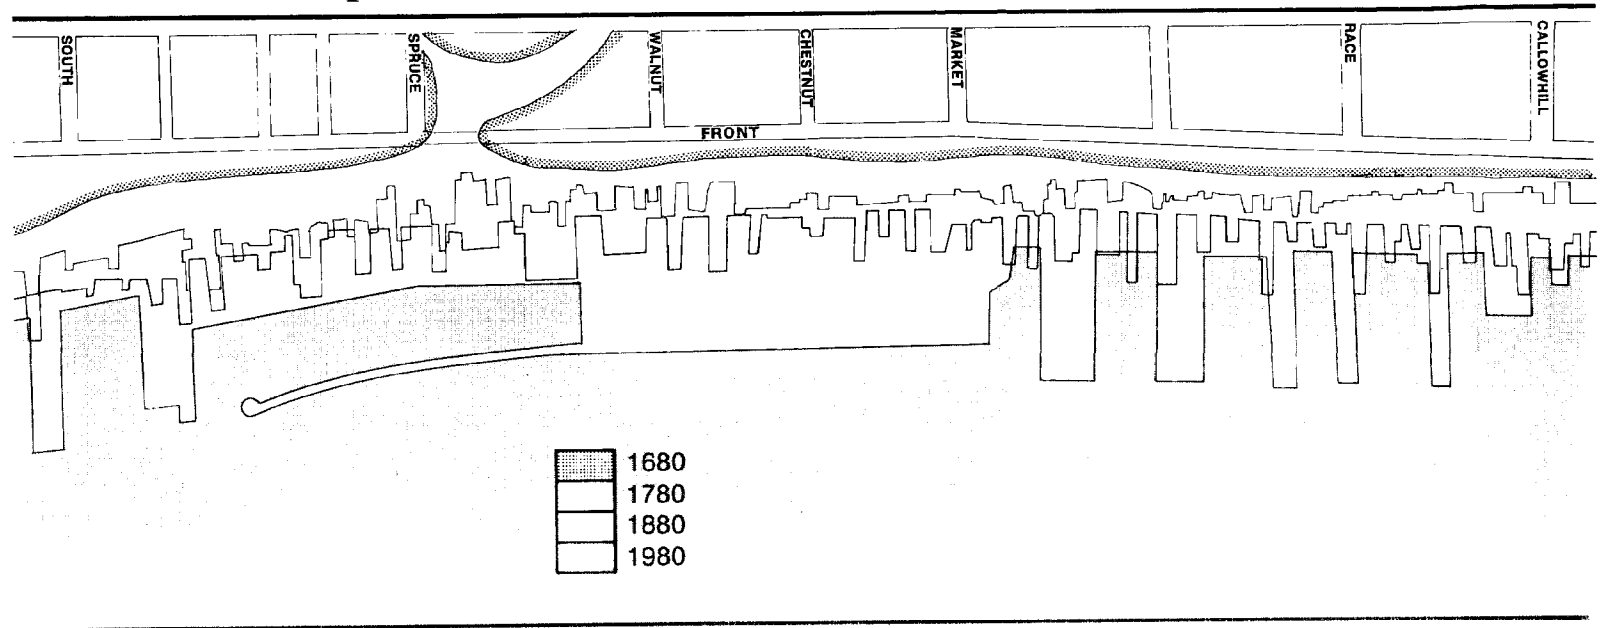 SOUTH
SPRUCE
WALNUT
CHESTNUT
MARKET
RACE
CALLOWHILL
FRONT
1680
1780
1880
1980